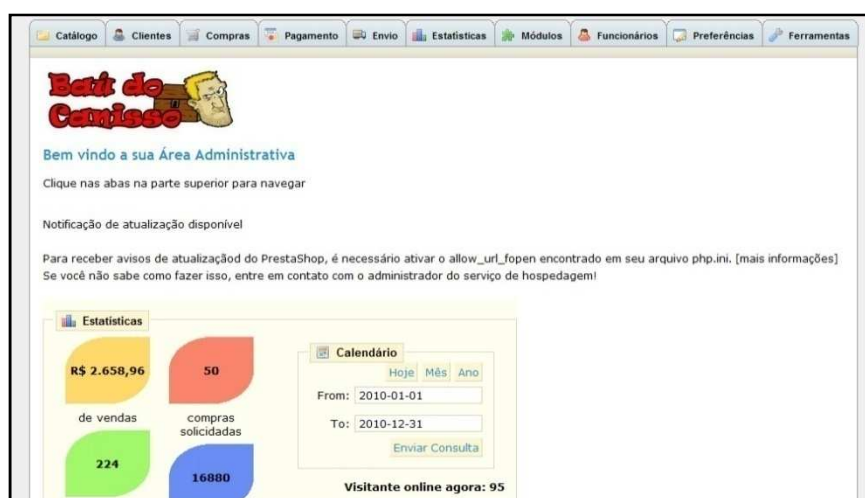 Catálogo Clientes Compras Pagamento Envio Estatísticas Módulos Funcionários Preferências Ferramentas
Baú do
Canisso
Bem vindo a sua Área Administrativa
Clique nas abas na parte superior para navegar
Notificação de atualização disponível
Para receber avisos de atualizaçãod do PrestaShop, é necessário ativar o allow_url_fopen encontrado em seu arquivo php.ini. [mais informações]
Se você não sabe como fazer isso, entre em contato com o administrador do serviço de hospedagem!
Estatísticas
R$ 2.658,96
de vendas
50
compras
solicidadas
224
16880
Calendário
Hoje Mês Ano
From: 2010-01-01
To: 2010-12-31
Enviar Consulta
Visitante online agora: 95